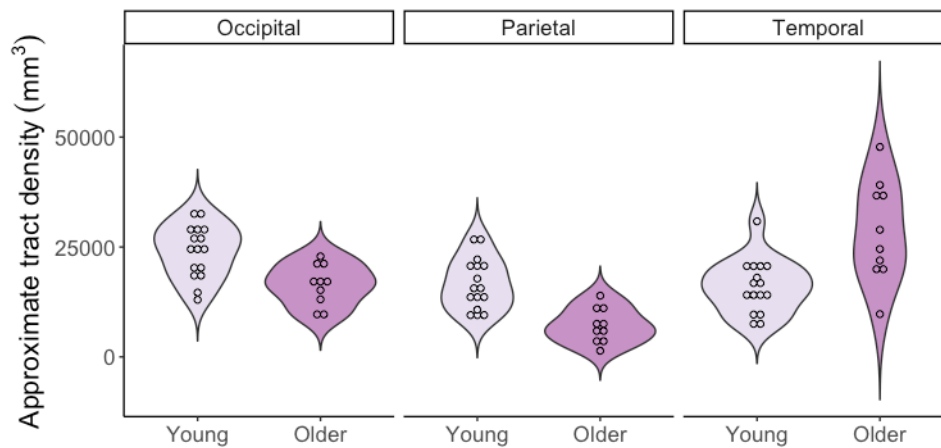 Occipital
Parietal
Temporal
Approximate tract density (mm³)
50000
25000
0
Young
Older
Young
Older
Young
Older